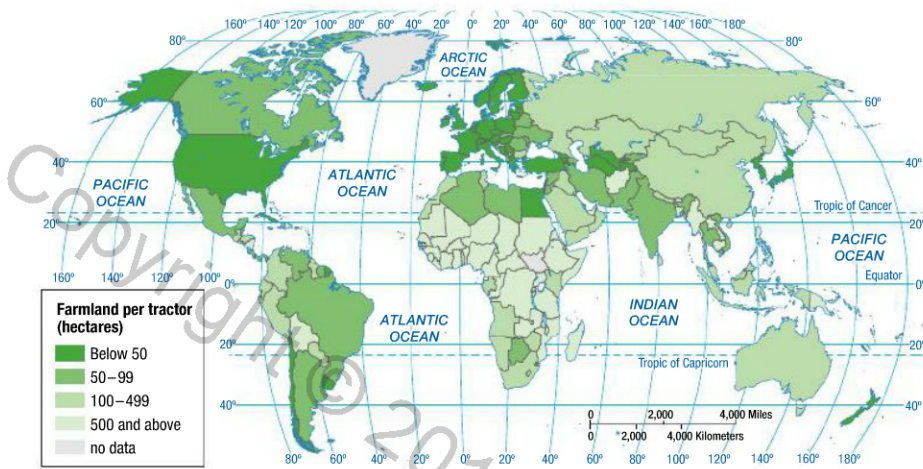 160° 140° 120° 100° 80° 60° 40° 20° 0° 20° 40° 60° 80° 100° 120° 140° 160° 180°
80° 80°
ARCTIC
OCEAN
60° 60°
40° 40°
PACIFIC
OCEAN
ATLANTIC
OCEAN
Tropic of Cancer
20° 20°
PACIFIC
OCEAN
160° 140° 120° 100° 160° 180°
Equator
0° 0° 0°
Farmland per tractor
(hectares)
Below 50
50–99
100–499
500 and above
no data
ATLANTIC
OCEAN
INDIAN
OCEAN
20° 20°
Tropic of Capricorn
40° 40°
0 2,000 4,000 Miles
0 2,000 4,000 Kilometers
80° 60° 40° 20° 0° 20° 40° 60° 80° 100° 120° 140° 160° 180°
Copyright © 201